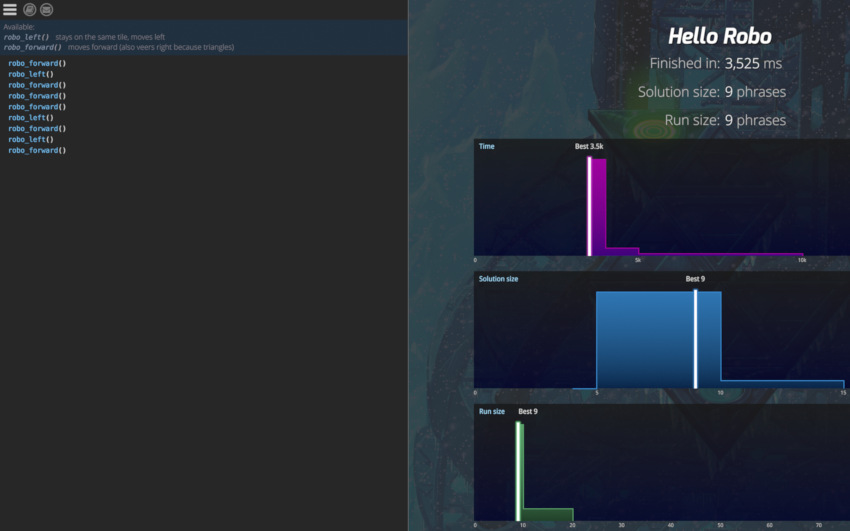 Available:
robo_left() stays on the same tile, moves left
robo_forward() moves forward (also veers right because triangles)
robo_forward()
robo_left()
robo_forward()
robo_forward()
robo_forward()
robo_left()
robo_forward()
robo_left()
robo_forward()
Hello Robo
Finished in: 3,525 ms
Solution size: 9 phrases
Run size: 9 phrases
Time Best 3.5k
0 5k 10k
Solution size Best 9
0 5 10 15
Run size Best 9
0 10 20 30 40 50 60 70